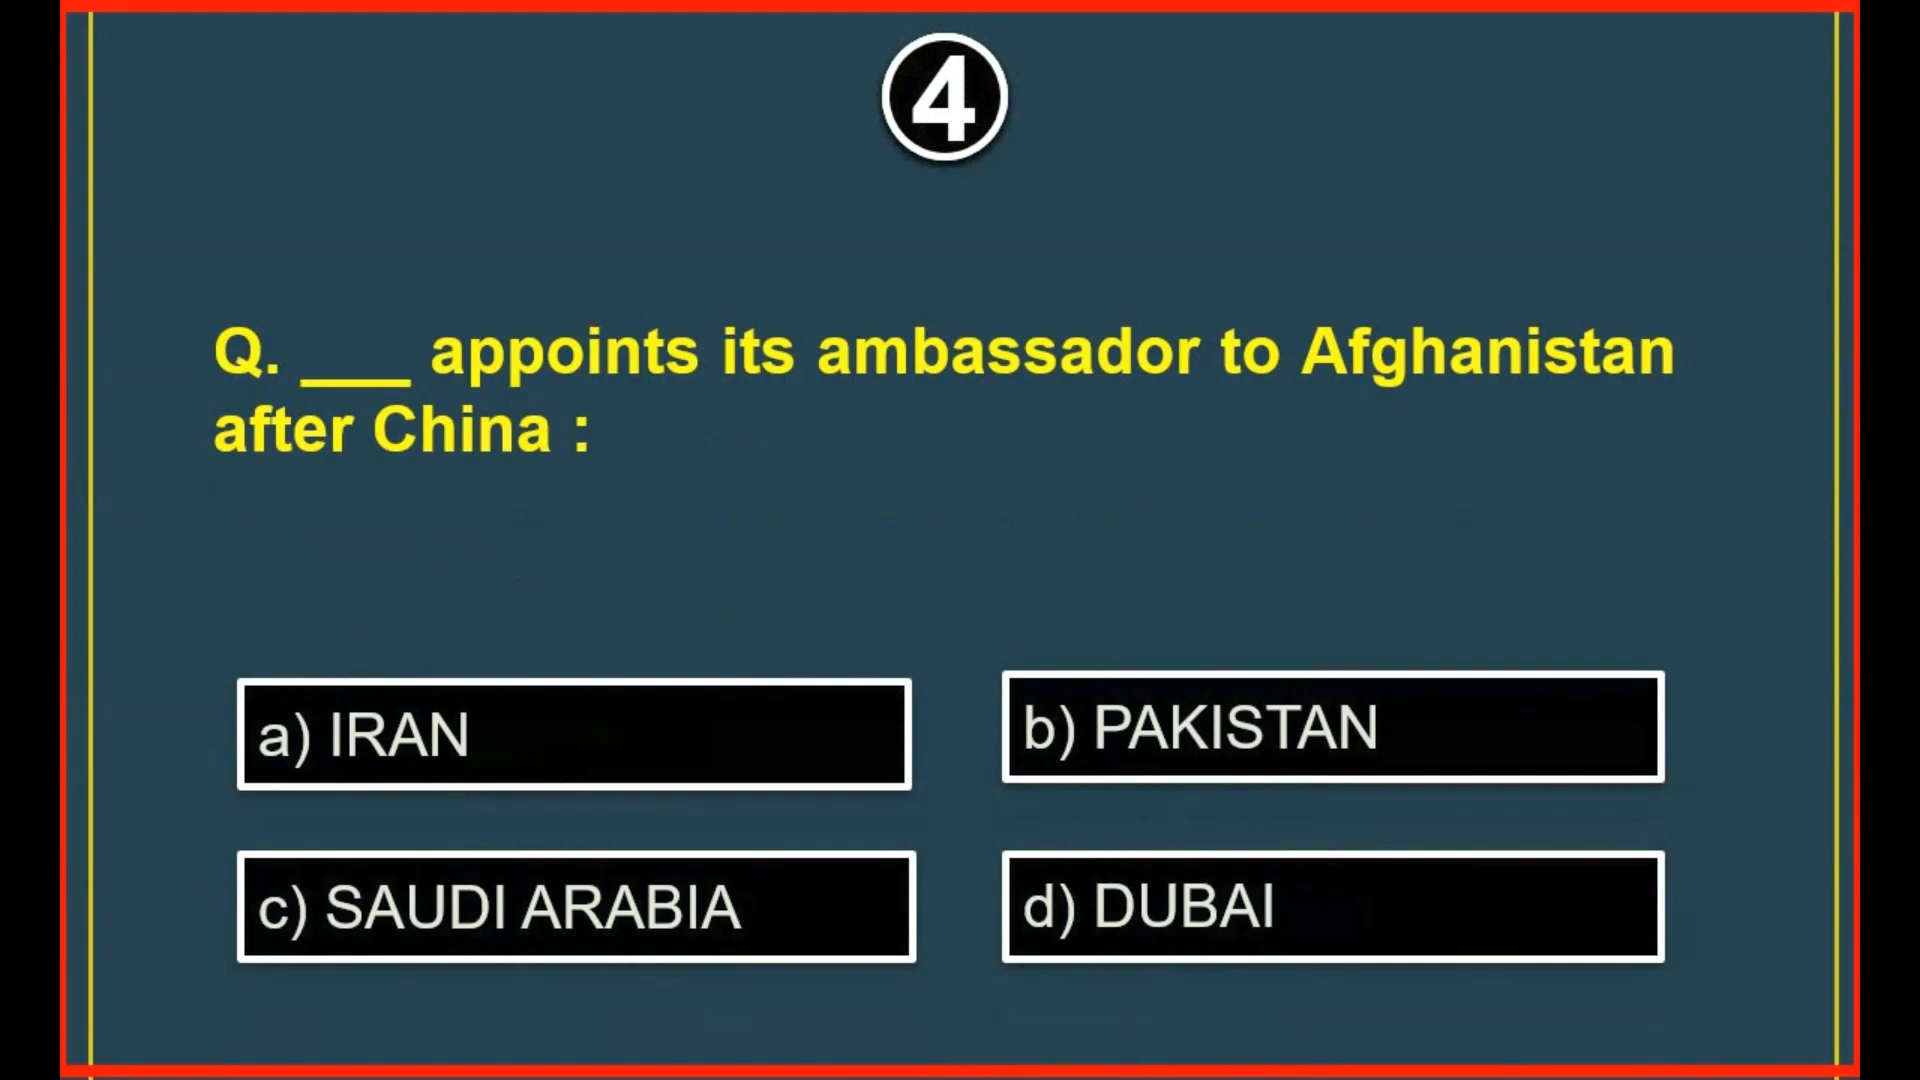 4
Q. ___ appoints its ambassador to Afghanistan
after China :
a) IRAN
b) PAKISTAN
c) SAUDI ARABIA
d) DUBAI